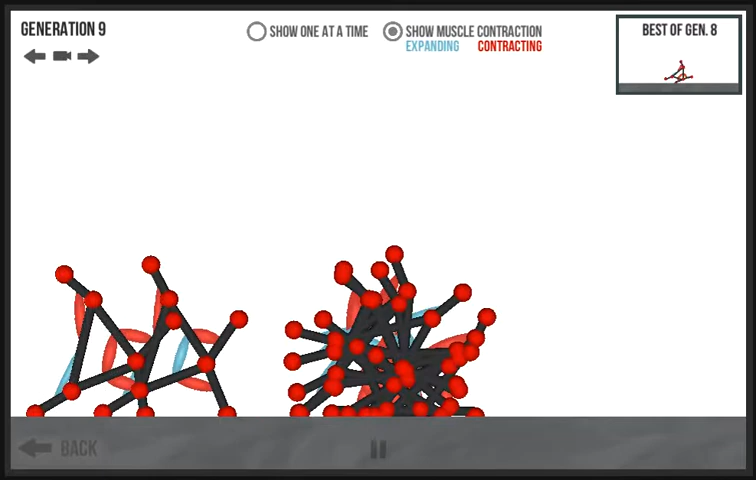 GENERATION 9
SHOW ONE AT A TIME
SHOW MUSCLE CONTRACTION
EXPANDING CONTRACTING
BEST OF GEN. 8
BACK